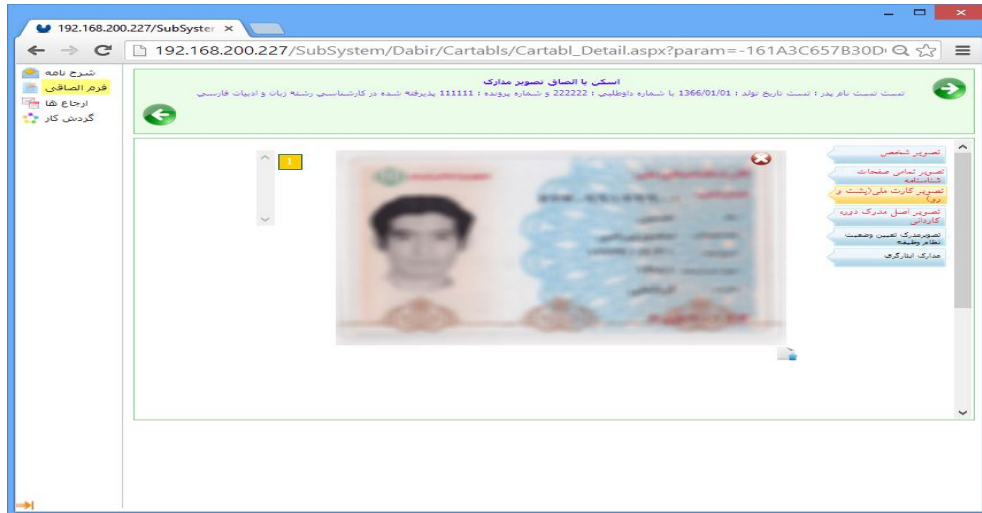 192.168.200.227/SubSyster
192.168.200.227/SubSystem/Dabir/Cartabls/Cartabl_Detail.aspx?param=-161A3C657B30D
شرح نامه
فرم الصاقی
ارجاع ها
گردش کار
اسکن یا الصاق تصویر مدارک
تست تست نام پدر : تست تاریخ تولد : 1366/01/01 با شماره داوطلبی : 222222 و شماره پرونده : 111111 پذیرفته شده در کارشناسی رشته زبان و ادبیات فارسی
1
تصویر شخص
تصویر تمامی صفحات
شناسنامه
تصویر کارت ملی(پشت و
رو)
تصویر اصل مدرک دوره
کاردانی
تصویرمدرک تعیین وضعیت
نظام وظیفه
مدارک ایثارگری